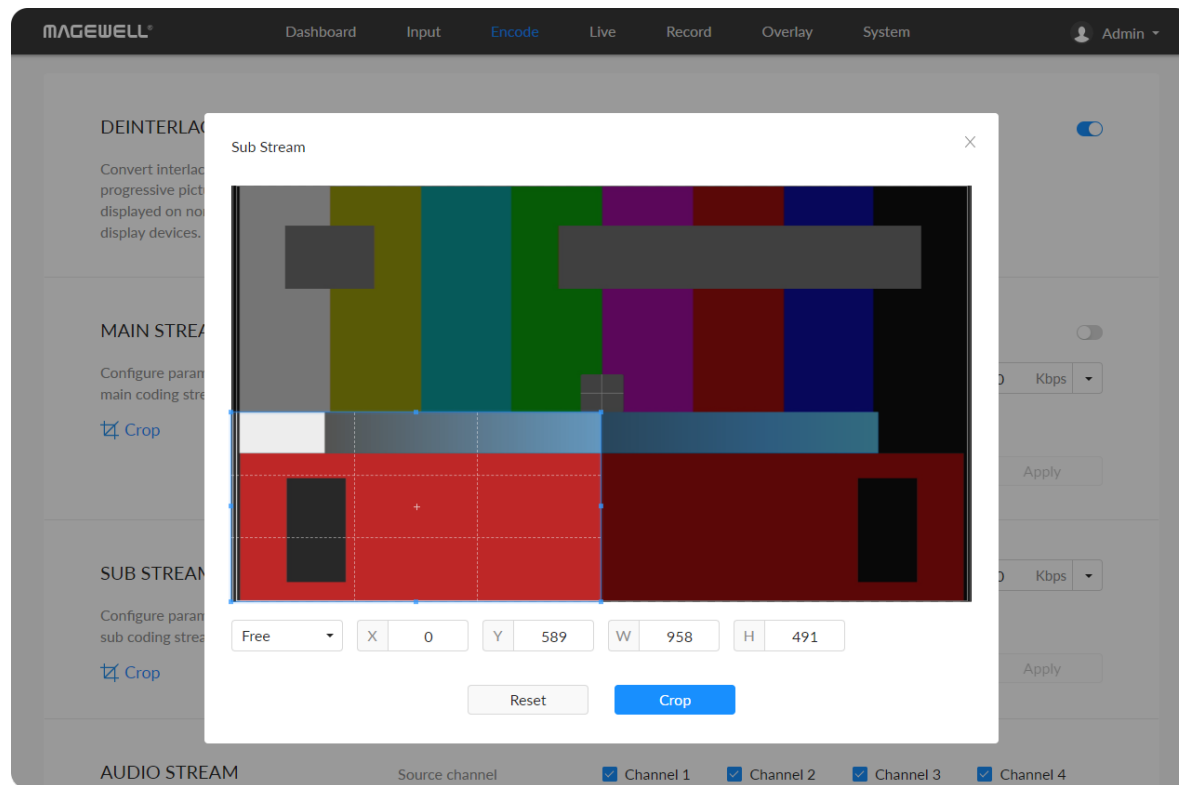 MAGEWELL®
Dashboard Input Encode Live Record Overlay System Admin
DEINTERLA
Sub Stream
Convert interlac
progressive pict
displayed on no
display devices.
MAIN STREA
Configure param
main coding stre
Kbps
Crop
Apply
SUB STREAM
Configure param
sub coding strea
Kbps
Free X 0 Y 589 W 958 H 491
Crop
Apply
Reset Crop
AUDIO STREAM Source channel Channel 1 Channel 2 Channel 3 Channel 4